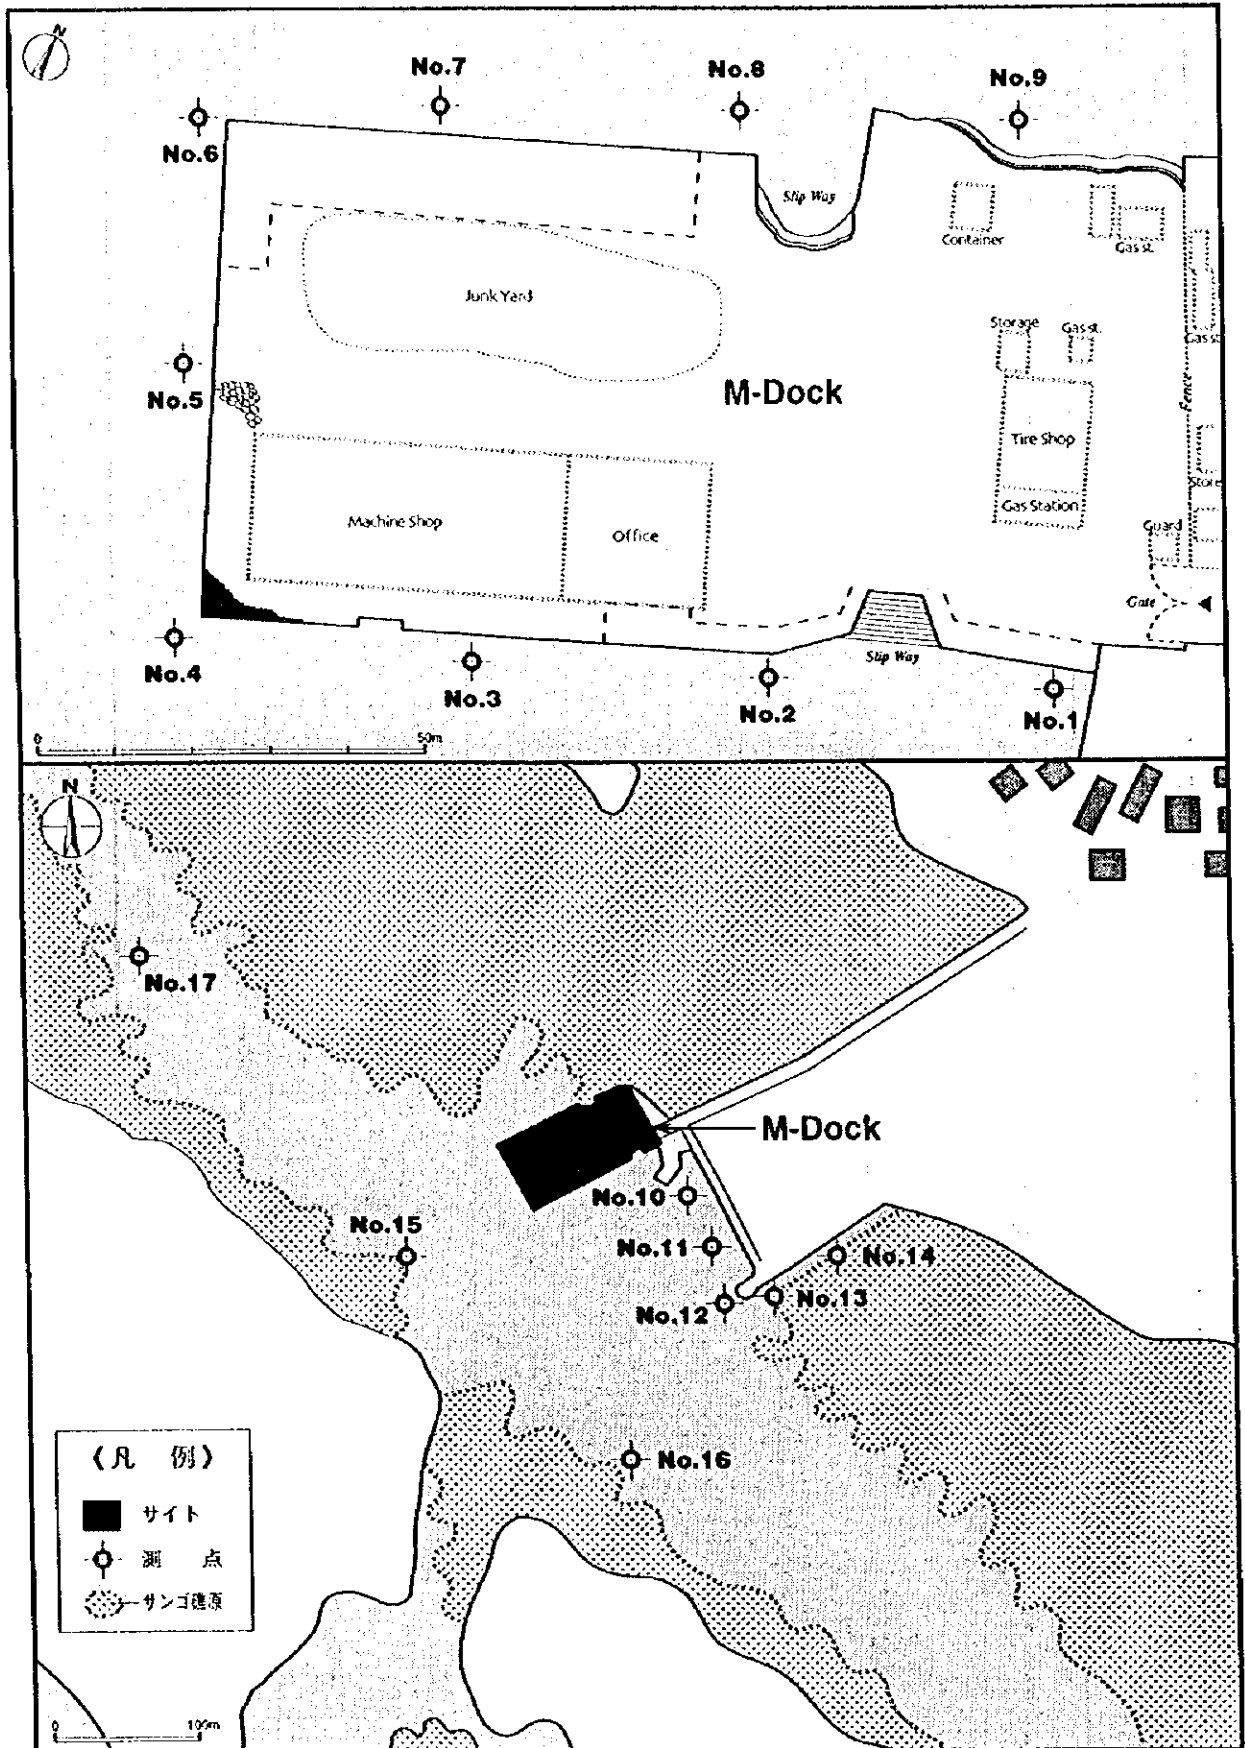 N
No.7
No.8
No.9
No.6
Slip Way
Container
Gas st.
Junk Yard
Storage
Gas st.
Gas st
No.5
M-Dock
Fence
Tire Shop
Store
Machine Shop
Office
Gas Station
Guard
Gate
No.4
No.3
Slip Way
No.2
No.1
0
50m
N
No.17
M-Dock
No.10
No.15
No.11
No.14
No.12
No.13
No.16
《凡 例》
サイト
測 点
サンゴ礁原
0
100m